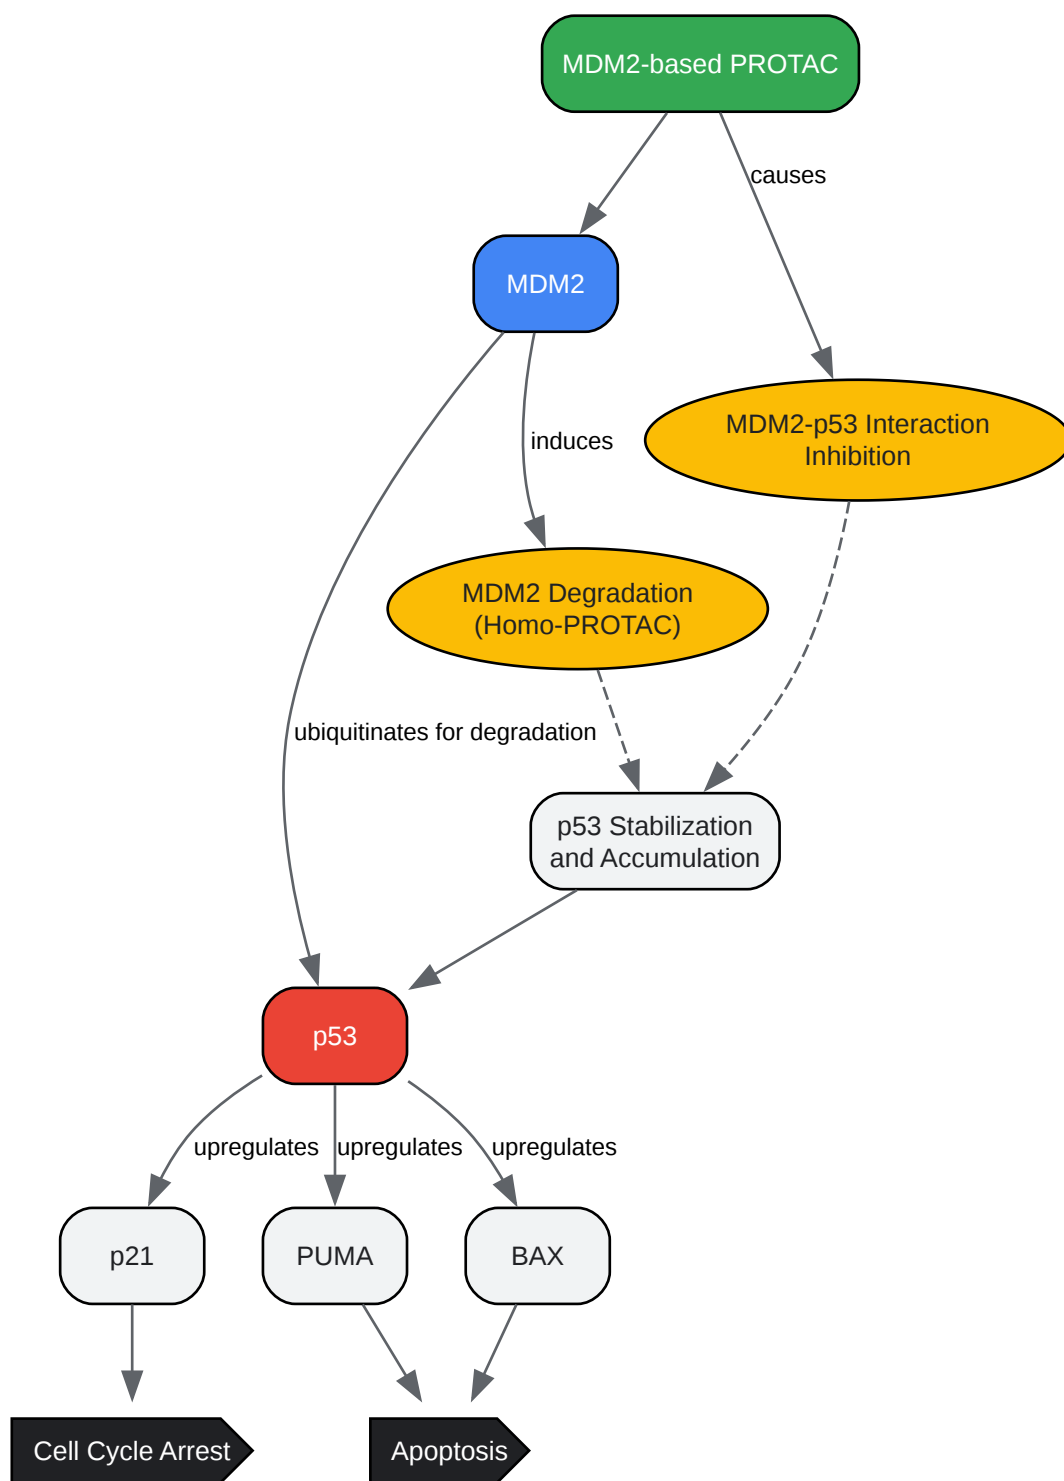 MDM2-based PROTAC
causes
MDM2
MDM2-p53 Interaction
Inhibition
induces
MDM2 Degradation
(Homo-PROTAC)
ubiquitinates for degradation
p53 Stabilization
and Accumulation
p53
upregulates
upregulates
upregulates
p21
PUMA
BAX
Cell Cycle Arrest
Apoptosis